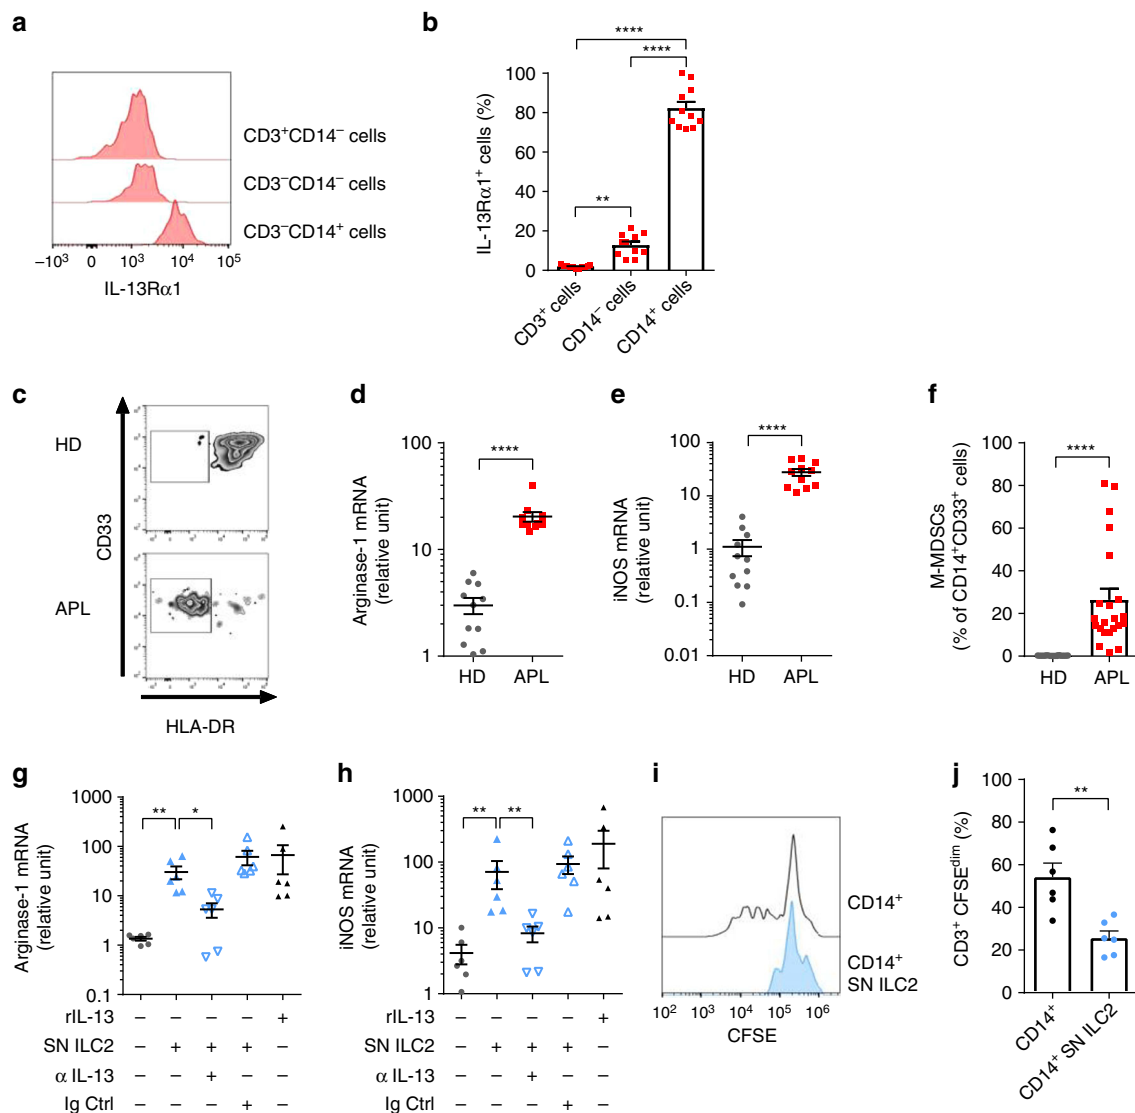 a
CD3⁺CD14⁻ cells
CD3⁻CD14⁻ cells
CD3⁻CD14⁺ cells
−10³ 0 10³ 10⁴ 10⁵
IL-13Rα1
b
****
****
**
IL-13Rα1⁺ cells (%)
100
80
60
40
20
0
CD3⁺ cells
CD14⁻ cells
CD14⁺ cells
c
HD
APL
CD33
HLA-DR
d
****
Arginase-1 mRNA
(relative unit)
100
10
1
HD APL
e
****
iNOS mRNA
(relative unit)
100
10
1
0.1
0.01
HD APL
f
****
M-MDSCs
(% of CD14⁺CD33⁺ cells)
100
80
60
40
20
0
HD APL
g
** *
Arginase-1 mRNA
(relative unit)
1000
100
10
1
0.1
rIL-13 – – – – +
SN ILC2 – + + + –
α IL-13 – – + – –
Ig Ctrl – – – + –
h
** **
iNOS mRNA
(relative unit)
1000
100
10
1
rIL-13 – – – – +
SN ILC2 – + + + –
α IL-13 – – + – –
Ig Ctrl – – – + –
i
CD14⁺
CD14⁺
SN ILC2
10² 10³ 10⁴ 10⁵ 10⁶
CFSE
j
**
CD3⁺ CFSEᵈⁱᵐ (%)
100
80
60
40
20
0
CD14⁺
CD14⁺ SN ILC2